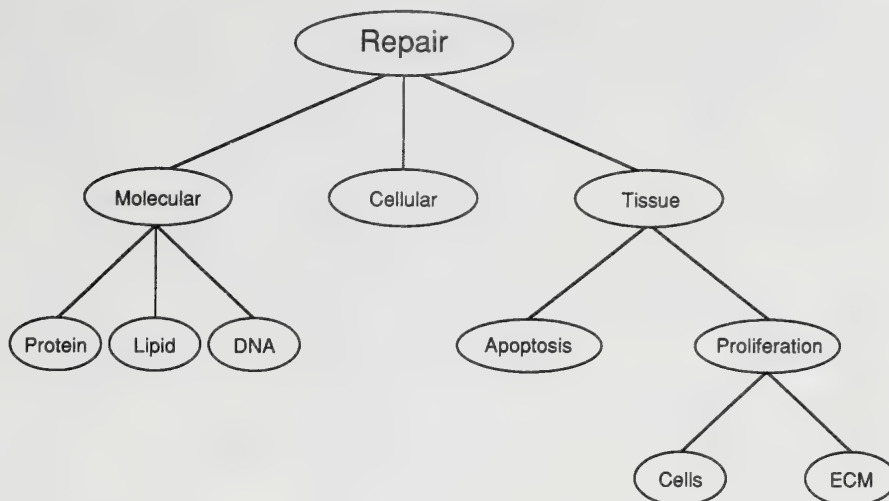 Repair
Molecular
Cellular
Tissue
Protein
Lipid
DNA
Apoptosis
Proliferation
Cells
ECM